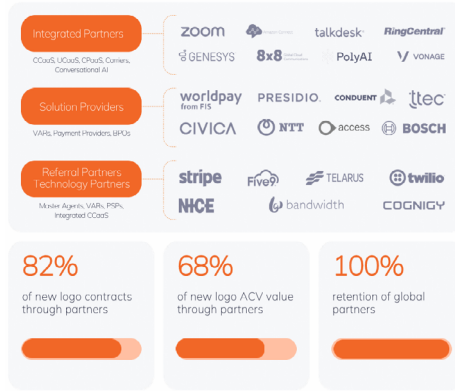 Integrated Partners
CCaaS, UCaaS, CPaaS, Carriers,
Conversational AI
zoom
talkdesk
RingCentral
GENESYS
8x8
PolyAI
VONAGE
Solution Providers
VARs, Payment Providers, BPOs
worldpay
from FIS
PRESIDIO.
CONDUENT
ttec
CIVICA
NTT
access
BOSCH
Referral Partners
Technology Partners
Master Agents, VARs, PSPs,
Integrated CCaaS
stripe
Five9
TELARUS
twilio
NICE
bandwidth
COGNIGY
82%
of new logo contracts
through partners
68%
of new logo ACV value
through partners
100%
retention of global
partners